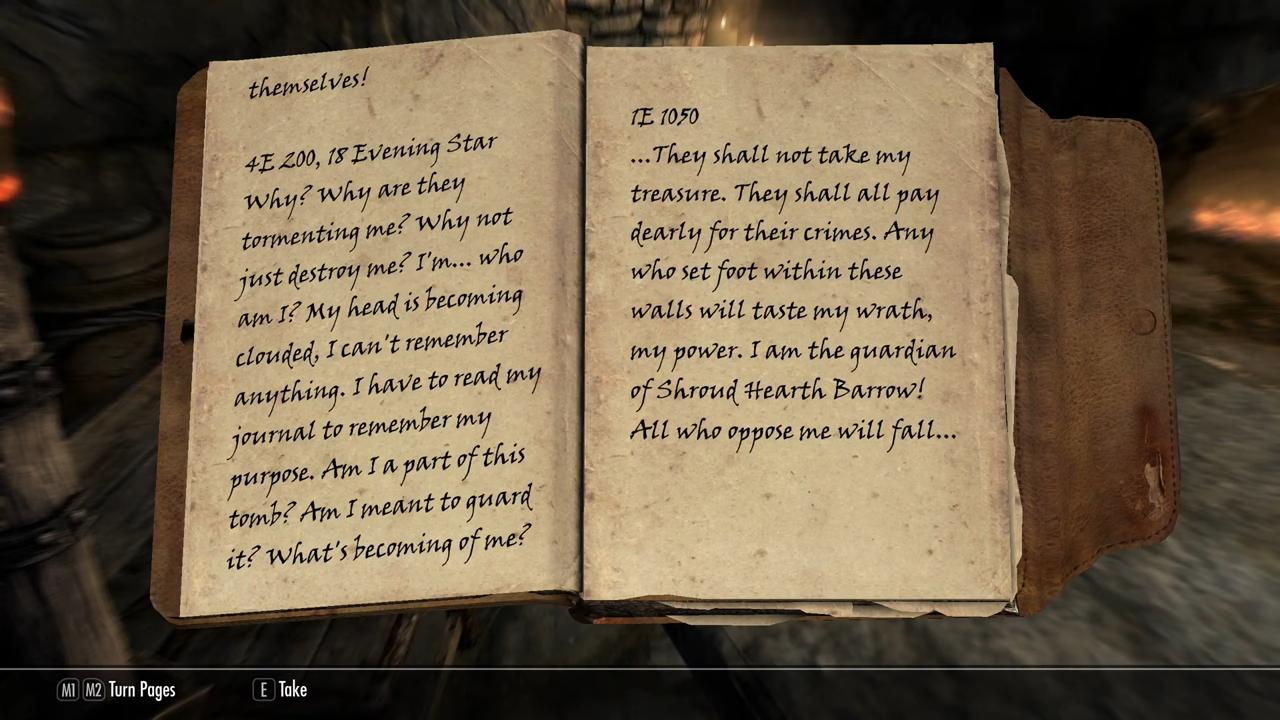 themselves!
4E 200, 18 Evening Star
Why? Why are they
tormenting me? Why not
just destroy me? I'm... who
am I? My head is becoming
clouded, I can't remember
anything. I have to read my
journal to remember my
purpose. Am I a part of this
tomb? Am I meant to guard
it? What's becoming of me?
1E 1050
...They shall not take my
treasure. They shall all pay
dearly for their crimes. Any
who set foot within these
walls will taste my wrath,
my power. I am the guardian
of Shroud Hearth Barrow!
All who oppose me will fall...
M1 M2 Turn Pages E Take